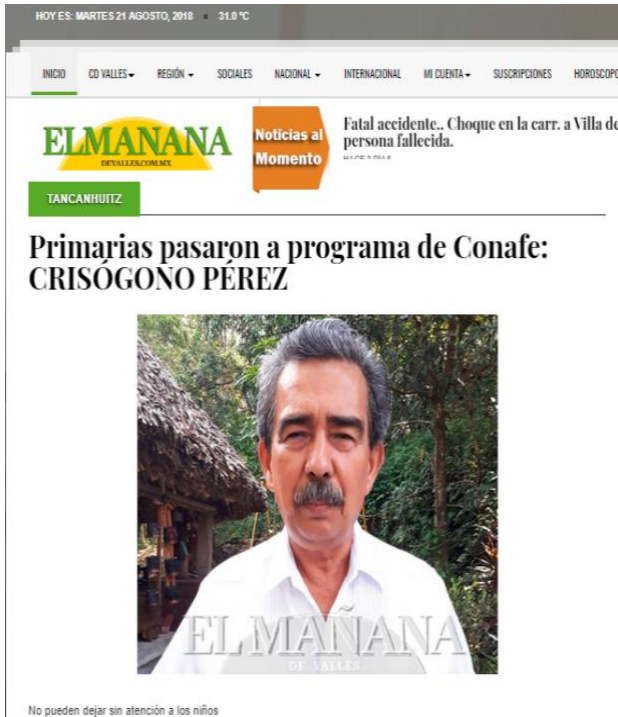 HOY ES: MARTES 21 AGOSTO, 2018 31.0 °C
INICIO CD VALLES REGIÓN SOCIALES NACIONAL INTERNACIONAL MI CUENTA SUSCRIPCIONES HOROSCOPO
EL MAÑANA
DEVALLES.COM.MX
Noticias al
Momento
Fatal accidente.. Choque en la carr. a Villa de
persona fallecida.
TANCANHUITZ
Primarias pasaron a programa de Conafe:
CRISÓGONO PÉREZ
EL MAÑANA
DE VALLES
No pueden dejar sin atención a los niños